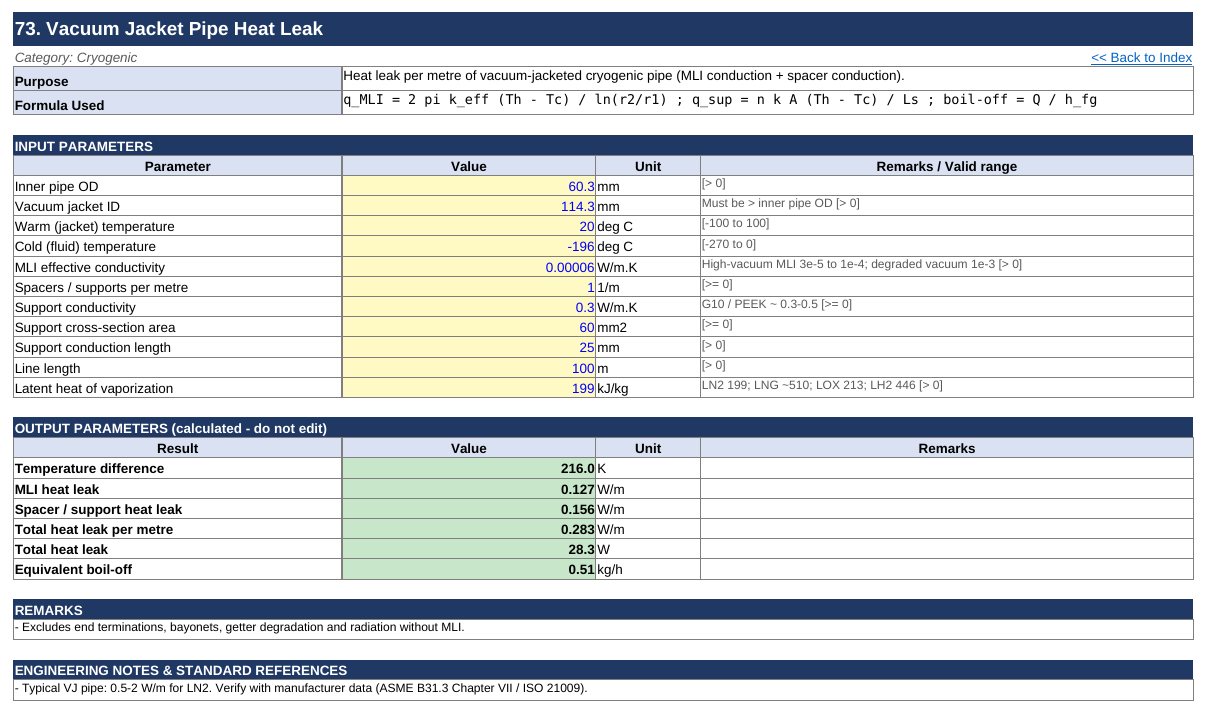 73. Vacuum Jacket Pipe Heat Leak
Category: Cryogenic << Back to Index
Purpose Heat leak per metre of vacuum-jacketed cryogenic pipe (MLI conduction + spacer conduction).
Formula Used q_MLI = 2 pi k_eff (Th - Tc) / ln(r2/r1) ; q_sup = n k A (Th - Tc) / Ls ; boil-off = Q / h_fg
INPUT PARAMETERS
Parameter Value Unit Remarks / Valid range
Inner pipe OD 60.3 mm [> 0]
Vacuum jacket ID 114.3 mm Must be > inner pipe OD [> 0]
Warm (jacket) temperature 20 deg C [-100 to 100]
Cold (fluid) temperature -196 deg C [-270 to 0]
MLI effective conductivity 0.00006 W/m.K High-vacuum MLI 3e-5 to 1e-4; degraded vacuum 1e-3 [> 0]
Spacers / supports per metre 1 1/m [>= 0]
Support conductivity 0.3 W/m.K G10 / PEEK ~ 0.3-0.5 [>= 0]
Support cross-section area 60 mm2 [>= 0]
Support conduction length 25 mm [> 0]
Line length 100 m [> 0]
Latent heat of vaporization 199 kJ/kg LN2 199; LNG ~510; LOX 213; LH2 446 [> 0]
OUTPUT PARAMETERS (calculated - do not edit)
Result Value Unit Remarks
Temperature difference 216.0 K
MLI heat leak 0.127 W/m
Spacer / support heat leak 0.156 W/m
Total heat leak per metre 0.283 W/m
Total heat leak 28.3 W
Equivalent boil-off 0.51 kg/h
REMARKS
- Excludes end terminations, bayonets, getter degradation and radiation without MLI.
ENGINEERING NOTES & STANDARD REFERENCES
- Typical VJ pipe: 0.5-2 W/m for LN2. Verify with manufacturer data (ASME B31.3 Chapter VII / ISO 21009).